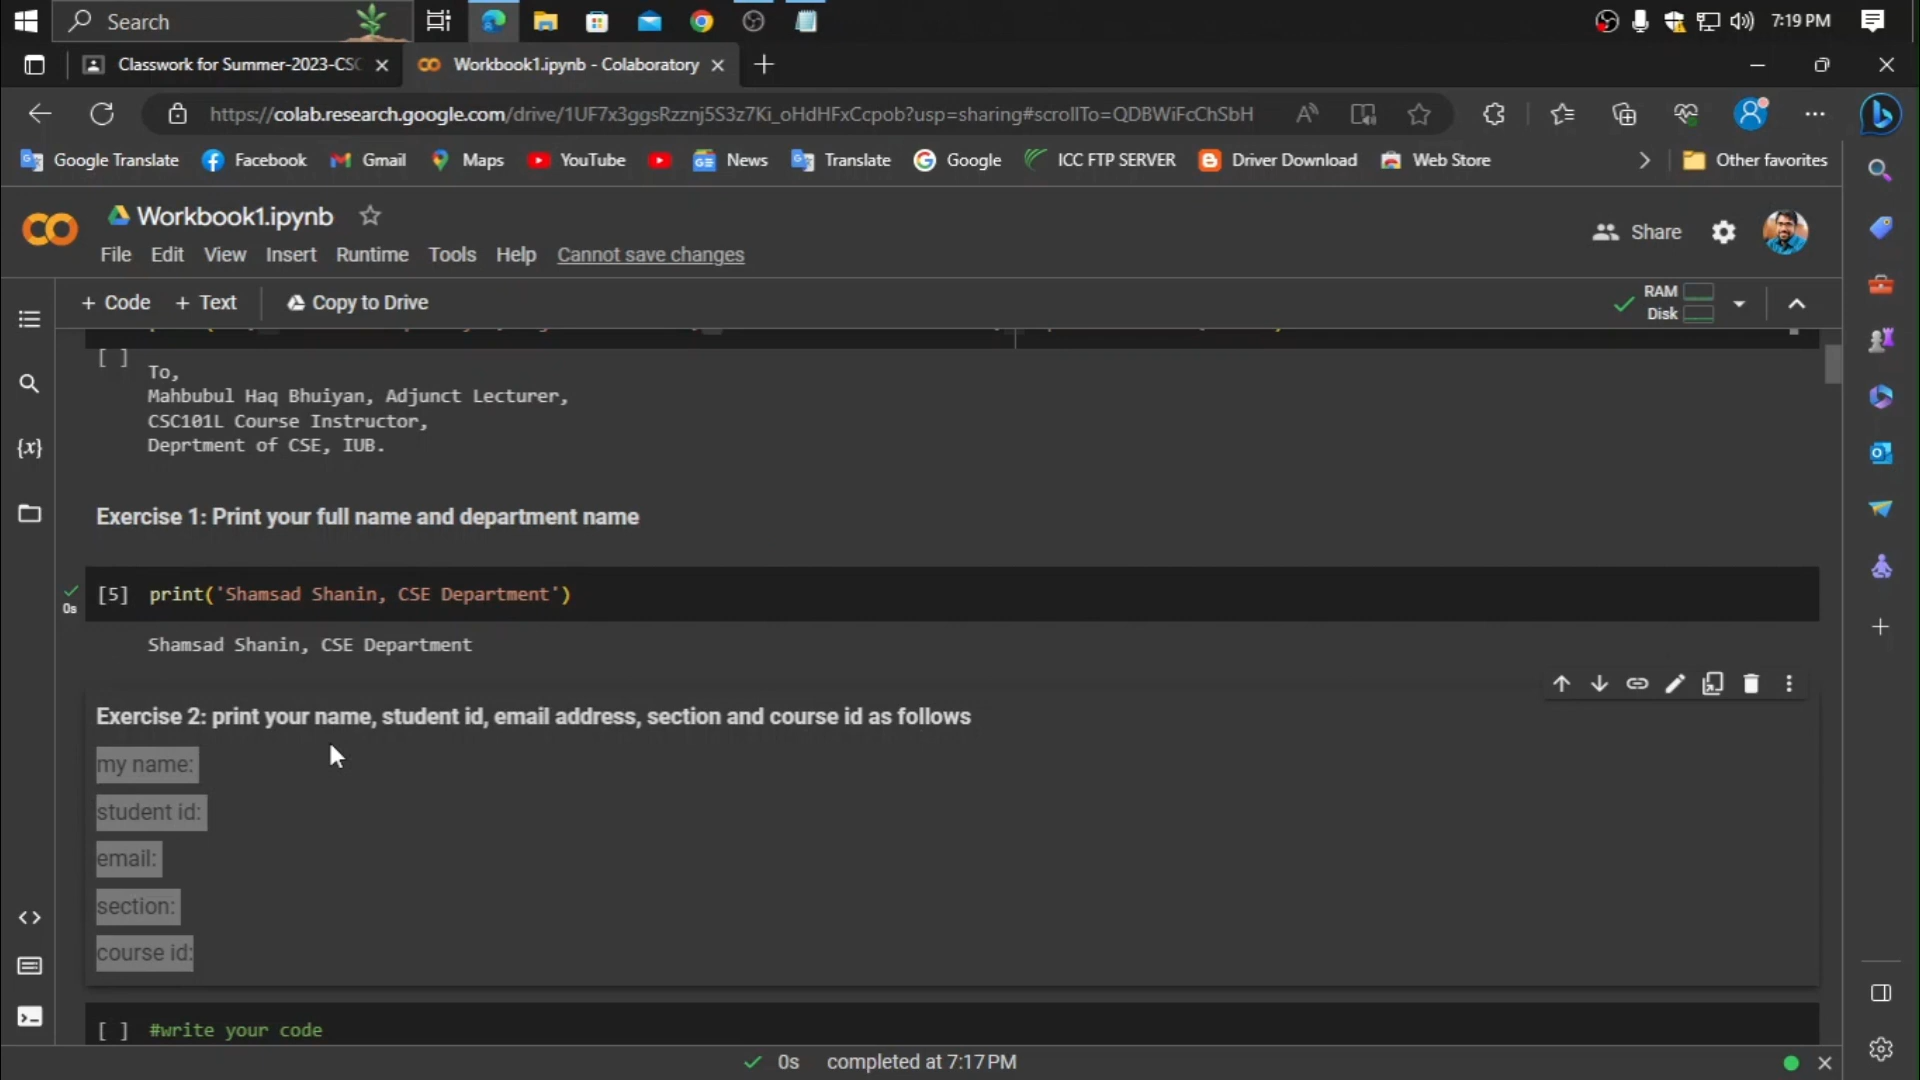 Search
7:19 PM
Classwork for Summer-2023-CSC
Workbook1.ipynb - Colaboratory
https://colab.research.google.com/drive/1UF7x3ggsRzznj5S3z7Ki_oHdHFxCcpob?usp=sharing#scrollTo=QDBWiFcChSbH
Google Translate
Facebook
Gmail
Maps
YouTube
News
Translate
Google
ICC FTP SERVER
Driver Download
Web Store
Other favorites
Workbook1.ipynb
Share
File Edit View Insert Runtime Tools Help Cannot save changes
+ Code + Text Copy to Drive
RAM
Disk
[ ]
To,
Mahbubul Haq Bhuiyan, Adjunct Lecturer,
CSC101L Course Instructor,
Deprtment of CSE, IUB.
Exercise 1: Print your full name and department name
[5] print('Shamsad Shanin, CSE Department')
0s
Shamsad Shanin, CSE Department
Exercise 2: print your name, student id, email address, section and course id as follows
my name:
student id:
email:
section:
course id:
[ ] #write your code
0s completed at 7:17 PM